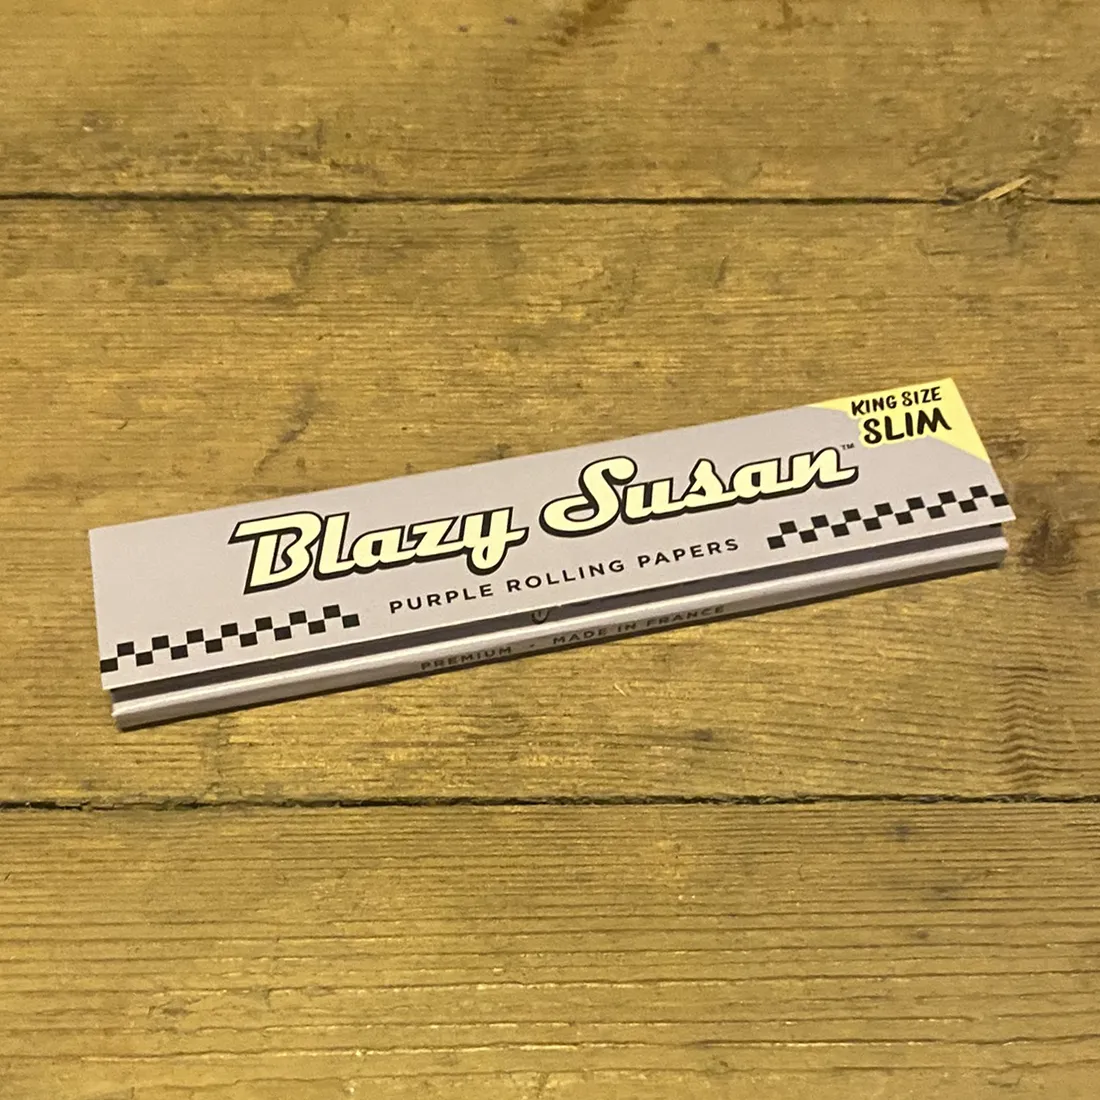 KING SIZE
SLIM
Blazy Susan™
PURPLE ROLLING PAPERS
PREMIUM • MADE IN FRANCE